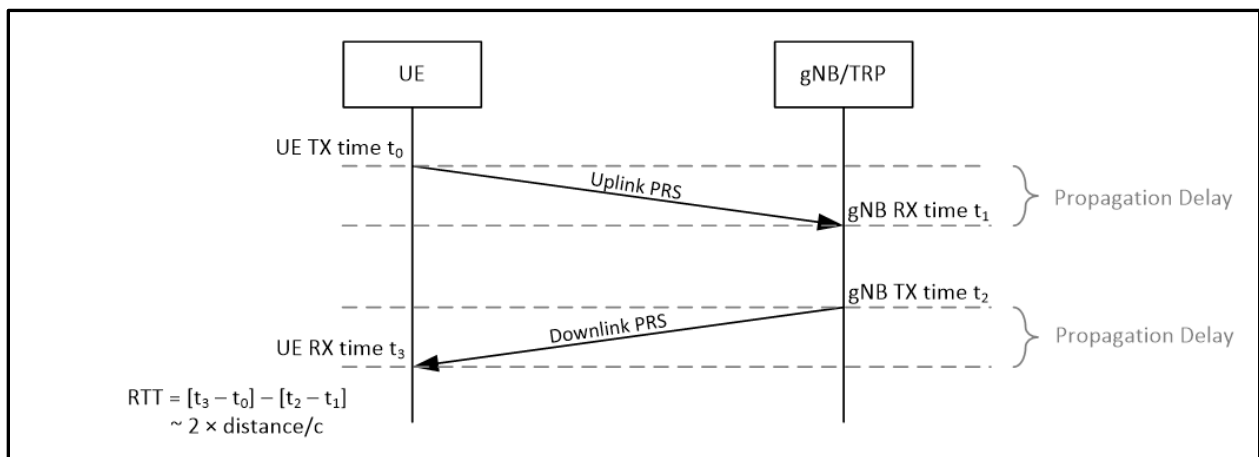 UE
gNB/TRP
UE TX time t₀
Uplink PRS
gNB RX time t₁
Propagation Delay
gNB TX time t₂
Downlink PRS
UE RX time t₃
Propagation Delay
RTT = [t₃ – t₀] – [t₂ – t₁]
~ 2 × distance/c